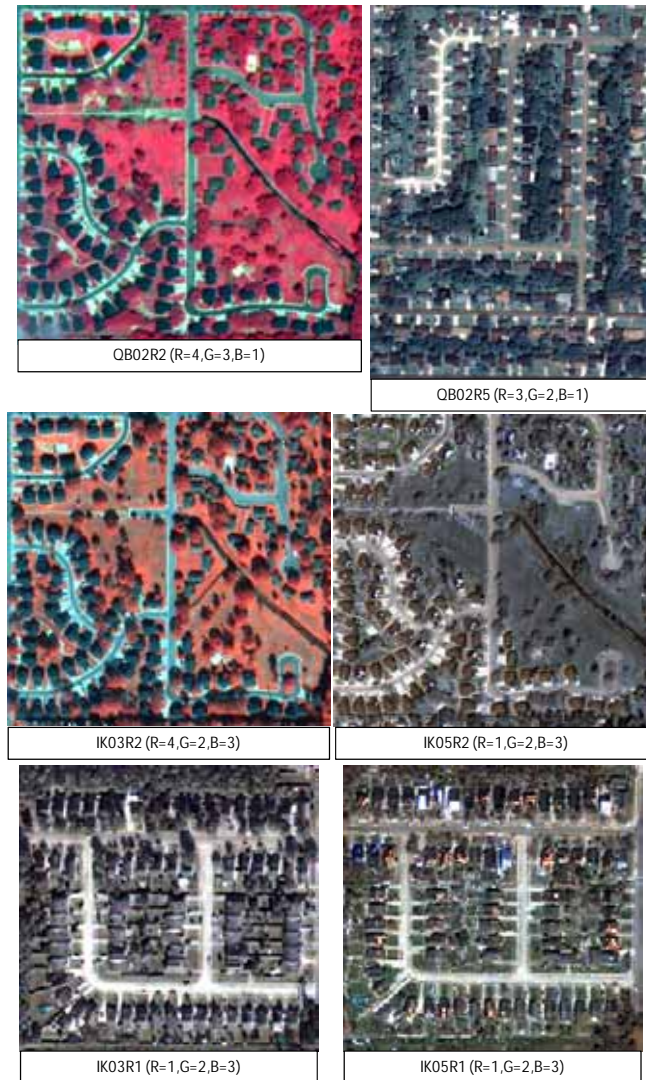 QB02R2 (R=4,G=3,B=1)
QB02R5 (R=3,G=2,B=1)
IK03R2 (R=4,G=2,B=3)
IK05R2 (R=1,G=2,B=3)
IK03R1 (R=1,G=2,B=3)
IK05R1 (R=1,G=2,B=3)